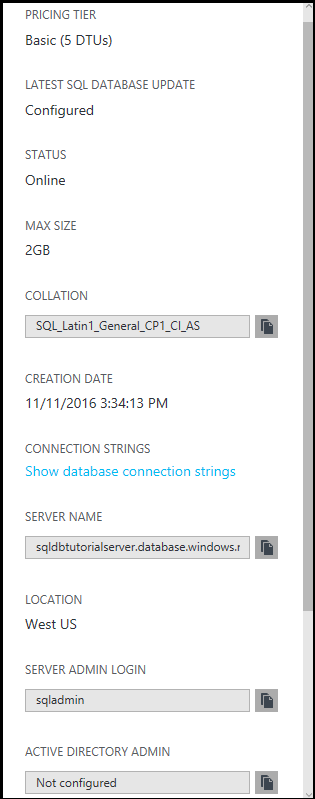 PRICING TIER
Basic (5 DTUs)
LATEST SQL DATABASE UPDATE
Configured
STATUS
Online
MAX SIZE
2GB
COLLATION
SQL_Latin1_General_CP1_CI_AS
CREATION DATE
11/11/2016 3:34:13 PM
CONNECTION STRINGS
Show database connection strings
SERVER NAME
sqldbtutorialserver.database.windows.n
LOCATION
West US
SERVER ADMIN LOGIN
sqladmin
ACTIVE DIRECTORY ADMIN
Not configured